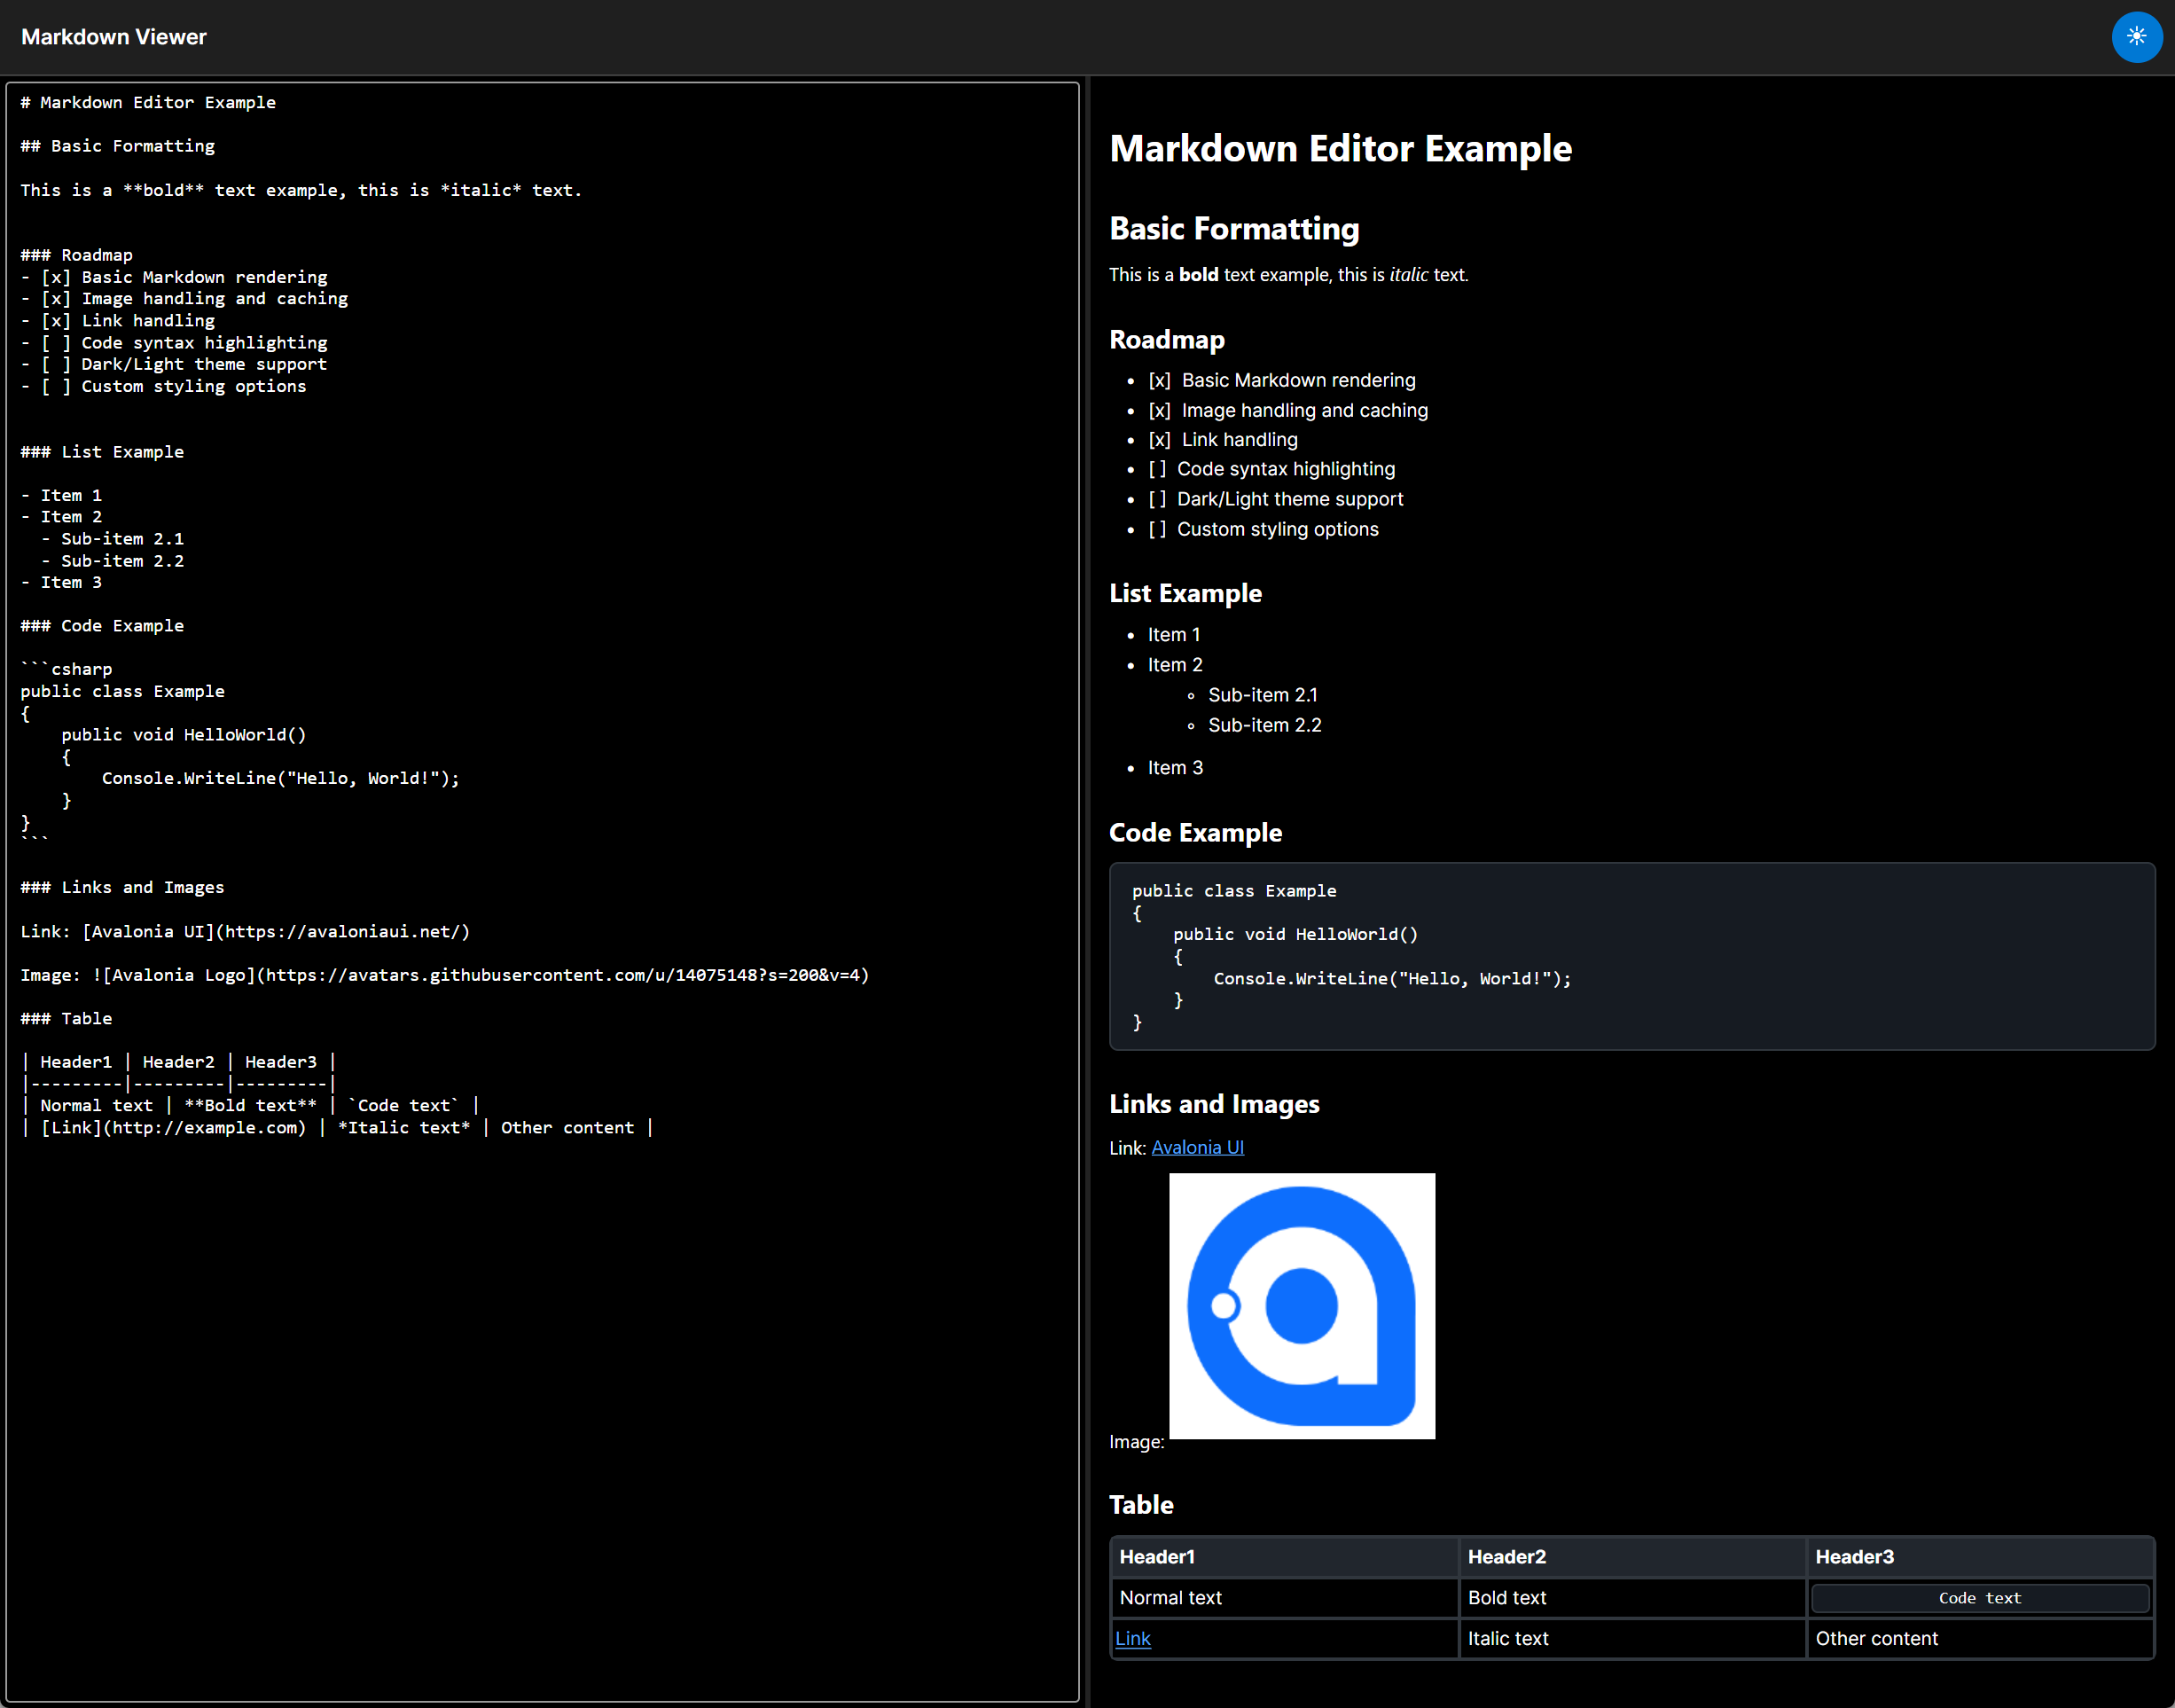 Markdown Viewer
# Markdown Editor Example
## Basic Formatting
This is a **bold** text example, this is *italic* text.
### Roadmap
- [x] Basic Markdown rendering
- [x] Image handling and caching
- [x] Link handling
- [ ] Code syntax highlighting
- [ ] Dark/Light theme support
- [ ] Custom styling options
### List Example
- Item 1
- Item 2
  - Sub-item 2.1
  - Sub-item 2.2
- Item 3
### Code Example
```csharp
public class Example
{
    public void HelloWorld()
    {
        Console.WriteLine("Hello, World!");
    }
}
```
### Links and Images
Link: [Avalonia UI](https://avaloniaui.net/)
Image: ![Avalonia Logo](https://avatars.githubusercontent.com/u/14075148?s=200&v=4)
### Table
| Header1 | Header2 | Header3 |
|---------|---------|---------|
| Normal text | **Bold text** | `Code text` |
| [Link](http://example.com) | *Italic text* | Other content |
Markdown Editor Example
Basic Formatting
This is a bold text example, this is italic text.
Roadmap
• [x] Basic Markdown rendering
• [x] Image handling and caching
• [x] Link handling
• [ ] Code syntax highlighting
• [ ] Dark/Light theme support
• [ ] Custom styling options
List Example
• Item 1
• Item 2
◦ Sub-item 2.1
◦ Sub-item 2.2
• Item 3
Code Example
public class Example
{
    public void HelloWorld()
    {
        Console.WriteLine("Hello, World!");
    }
}
Links and Images
Link: Avalonia UI
Image:
Table
Header1 Header2 Header3
Normal text Bold text Code text
Link Italic text Other content